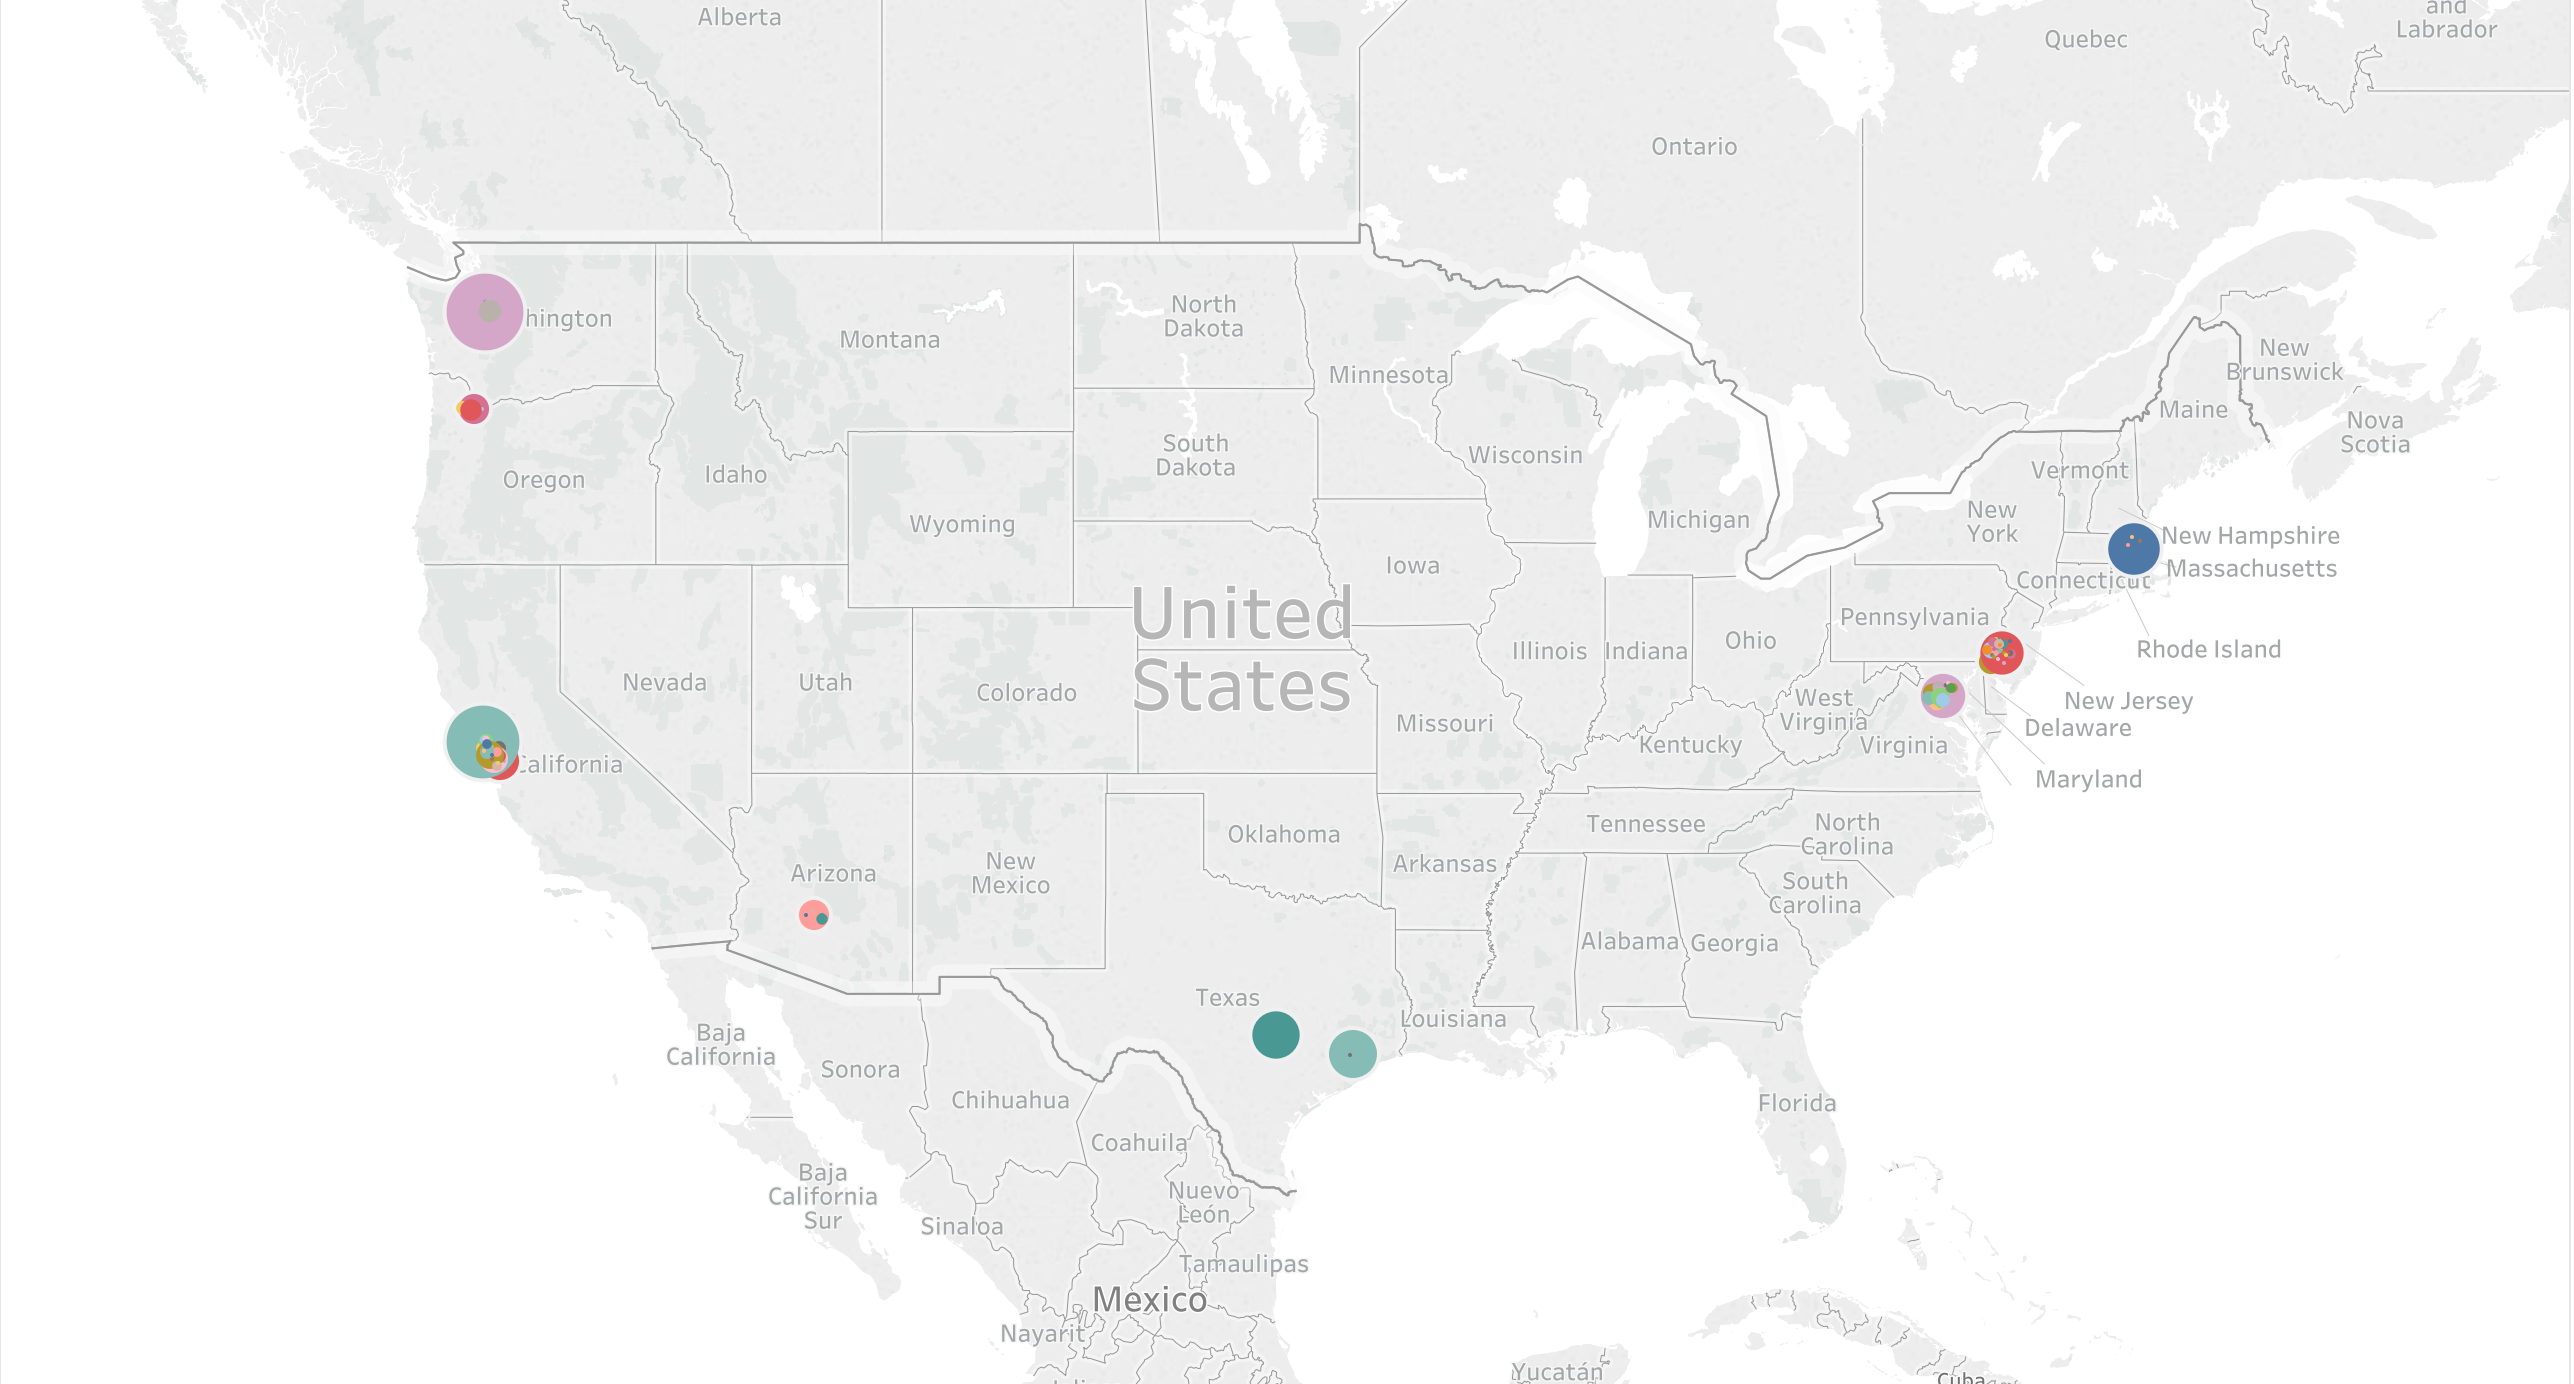 Alberta
and
Labrador
Quebec
Ontario
hington
North
Dakota
Montana
Minnesota
New
Brunswick
Maine
Nova
Scotia
South
Dakota
Wisconsin
Vermont
Oregon
Idaho
Wyoming
Michigan
New
York
New Hampshire
Massachusetts
Connecticut
Iowa
United
States
Pennsylvania
Ohio
Illinois
Indiana
Rhode Island
Nevada
Utah
Colorado
West
Virginia
New Jersey
Delaware
Missouri
Kentucky
Virginia
California
Maryland
Oklahoma
Tennessee
North
Carolina
Arizona
New
Mexico
Arkansas
South
Carolina
Alabama
Georgia
Texas
Louisiana
Baja
California
Sonora
Chihuahua
Florida
Coahuila
Baja
California
Sur
Nuevo
León
Sinaloa
Tamaulipas
Mexico
Nayarit
Yucatán
Cuba